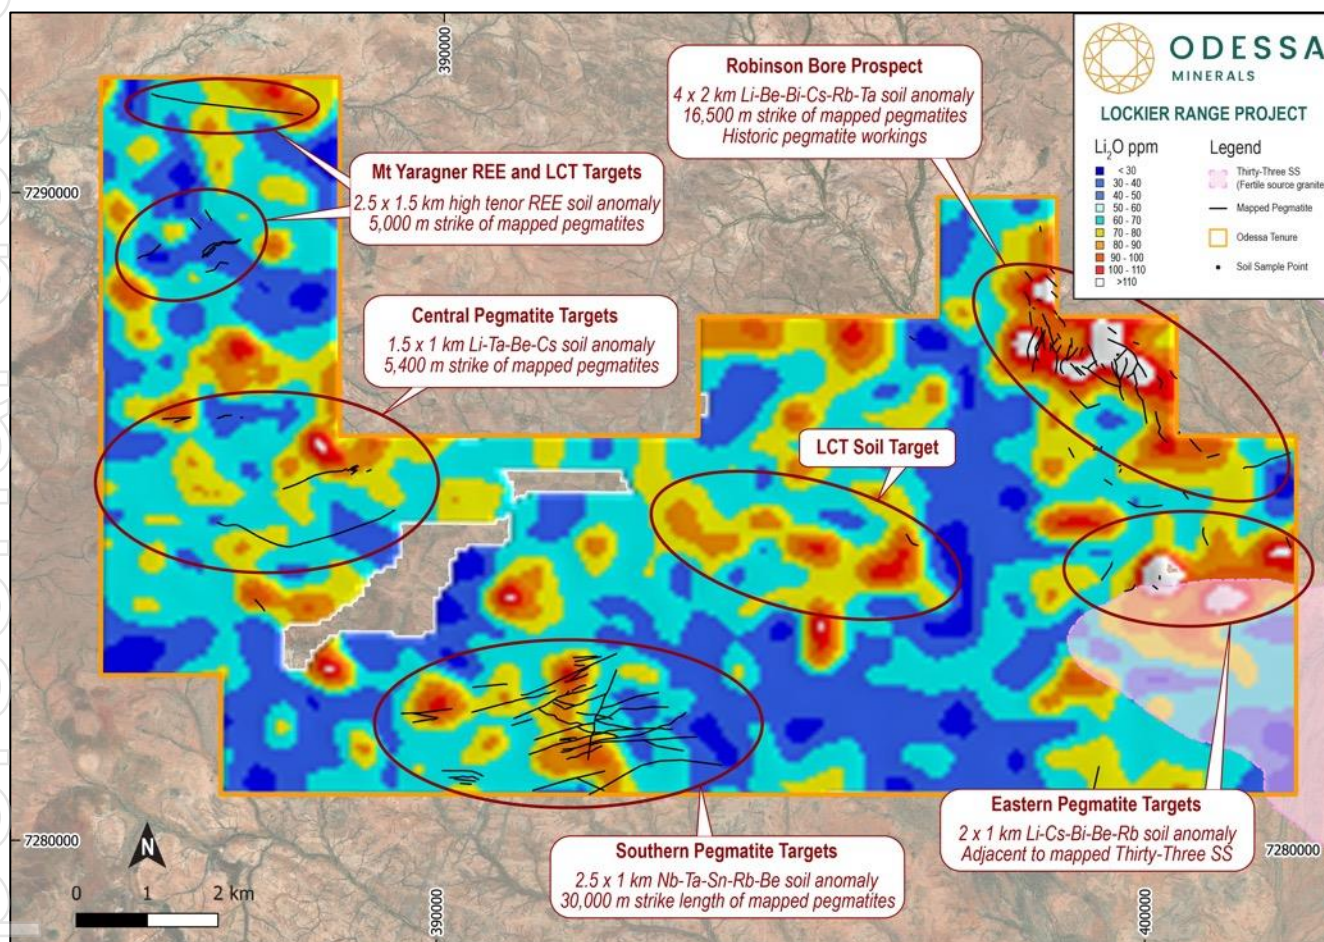 390000
7290000
Robinson Bore Prospect
4 x 2 km Li-Be-Bi-Cs-Rb-Ta soil anomaly
16,500 m strike of mapped pegmatites
Historic pegmatite workings
ODESSA
MINERALS
LOCKIER RANGE PROJECT
Li₂O ppm
< 30
30 - 40
40 - 50
50 - 60
60 - 70
70 - 80
80 - 90
90 - 100
100 - 110
>110
Legend
Thirty-Three SS
(Fertile source granite
Mapped Pegmatite
Odessa Tenure
Soil Sample Point
Mt Yaragner REE and LCT Targets
2.5 x 1.5 km high tenor REE soil anomaly
5,000 m strike of mapped pegmatites
Central Pegmatite Targets
1.5 x 1 km Li-Ta-Be-Cs soil anomaly
5,400 m strike of mapped pegmatites
LCT Soil Target
Eastern Pegmatite Targets
2 x 1 km Li-Cs-Bi-Be-Rb soil anomaly
Adjacent to mapped Thirty-Three SS
Southern Pegmatite Targets
2.5 x 1 km Nb-Ta-Sn-Rb-Be soil anomaly
30,000 m strike length of mapped pegmatites
7280000
7280000
N
0 1 2 km
390000
400000